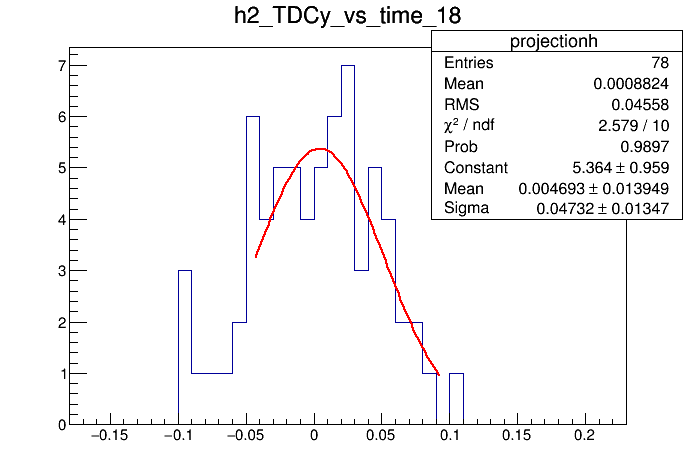 h2_TDCy_vs_time_18
projectionh
Entries 78
Mean 0.0008824
RMS 0.04558
χ² / ndf 2.579 / 10
Prob 0.9897
Constant 5.364 ± 0.959
Mean 0.004693 ± 0.013949
Sigma 0.04732 ± 0.01347
7
6
5
4
3
2
1
0
−0.15 −0.1 −0.05 0 0.05 0.1 0.15 0.2